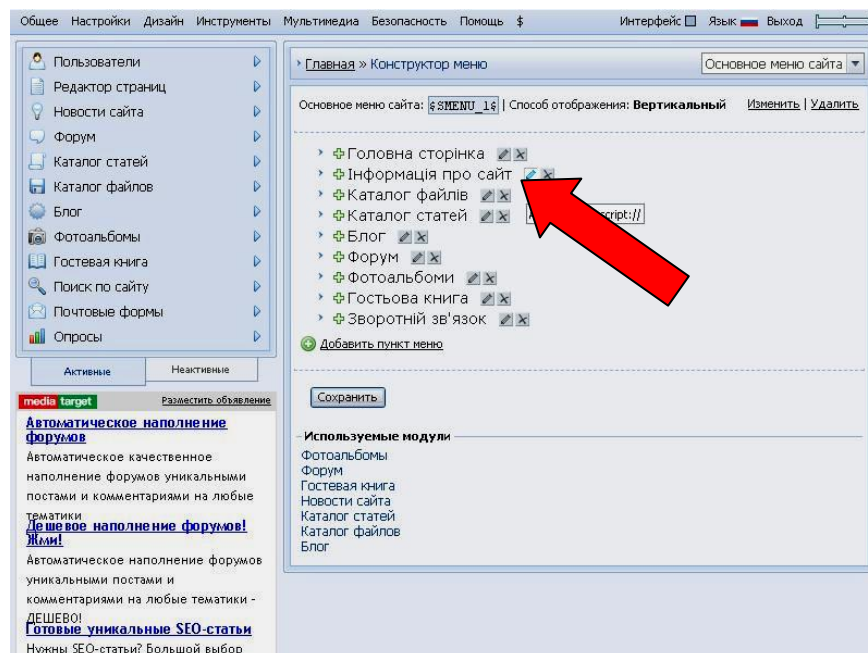 Общее Настройки Дизайн Инструменты Мультимедиа Безопасность Помощь $ Интерфейс Язык Выход
Пользователи
Редактор страниц
Новости сайта
Форум
Каталог статей
Каталог файлов
Блог
Фотоальбомы
Гостевая книга
Поиск по сайту
Почтовые формы
Опросы
Активные Неактивные
media target Разместить объявление
Автоматическое наполнение
форумов
Автоматическое качественное
наполнение форумов уникальными
постами и комментариями на любые
тематики
Дешевое наполнение форумов!
Жми!
Автоматическое наполнение форумов
уникальными постами и
комментариями на любые тематики -
ДЕШЕВО!
Готовые уникальные SEO-статьи
Нужны SEO-статьи? Большой выбор
Главная » Конструктор меню Основное меню сайта
Основное меню сайта: $SMENU_1$ | Способ отображения: Вертикальный Изменить | Удалить
Головна сторінка
Інформація про сайт
Каталог файлів
Каталог статей
Блог
Форум
Фотоальбоми
Гостьова книга
Зворотній зв'язок
Добавить пункт меню
Сохранить
Используемые модули
Фотоальбомы
Форум
Гостевая книга
Новости сайта
Каталог статей
Каталог файлов
Блог